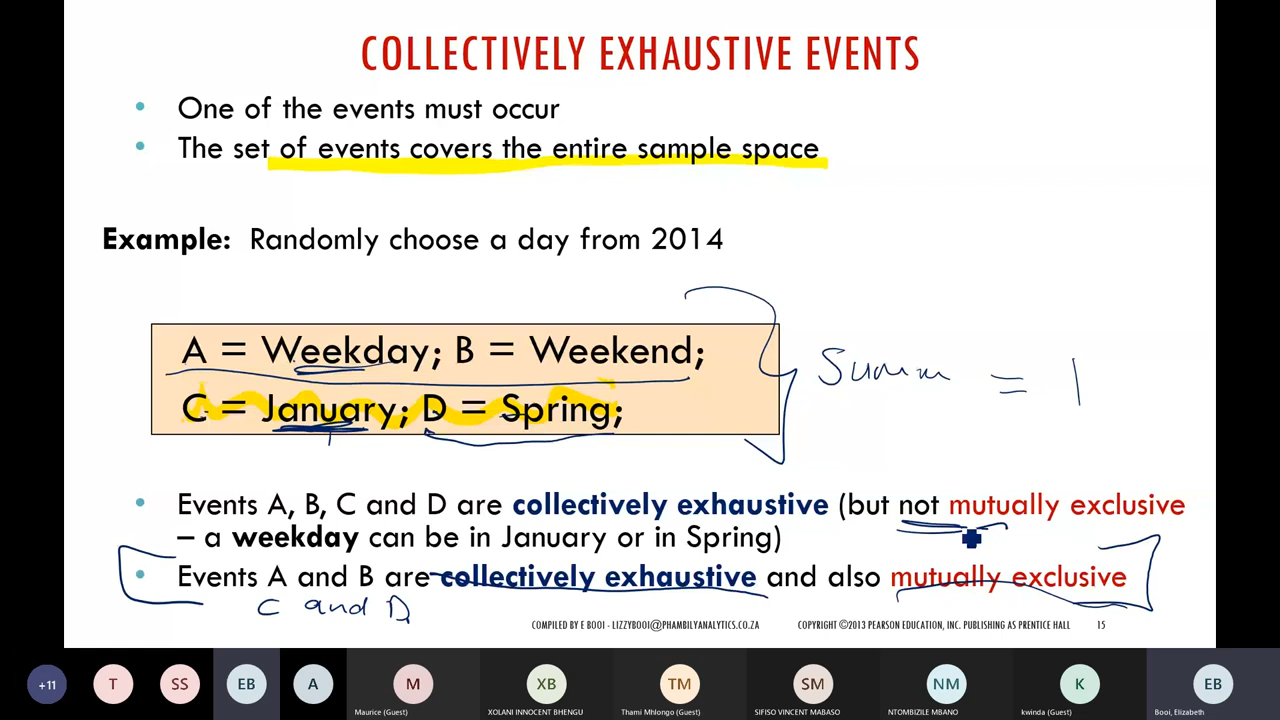 COLLECTIVELY EXHAUSTIVE EVENTS
• One of the events must occur
• The set of events covers the entire sample space
Example: Randomly choose a day from 2014
A = Weekday; B = Weekend;
C = January; D = Spring;
Summ = 1
• Events A, B, C and D are collectively exhaustive (but not mutually exclusive
– a weekday can be in January or in Spring)
• Events A and B are collectively exhaustive and also mutually exclusive
C and D
COMPILED BY E BOOI - LIZZYBOOI@PHAMBILYANALYTICS.CO.ZA COPYRIGHT ©2013 PEARSON EDUCATION, INC. PUBLISHING AS PRENTICE HALL 15
+11 T SS EB A M XB TM SM NM K EB
Maurice (Guest) XOLANI INNOCENT BHENGU Thami Mhlongo (Guest) SIFISO VINCENT MABASO NTOMBIZILE MBANO kwinda (Guest) Booi, Elizabeth